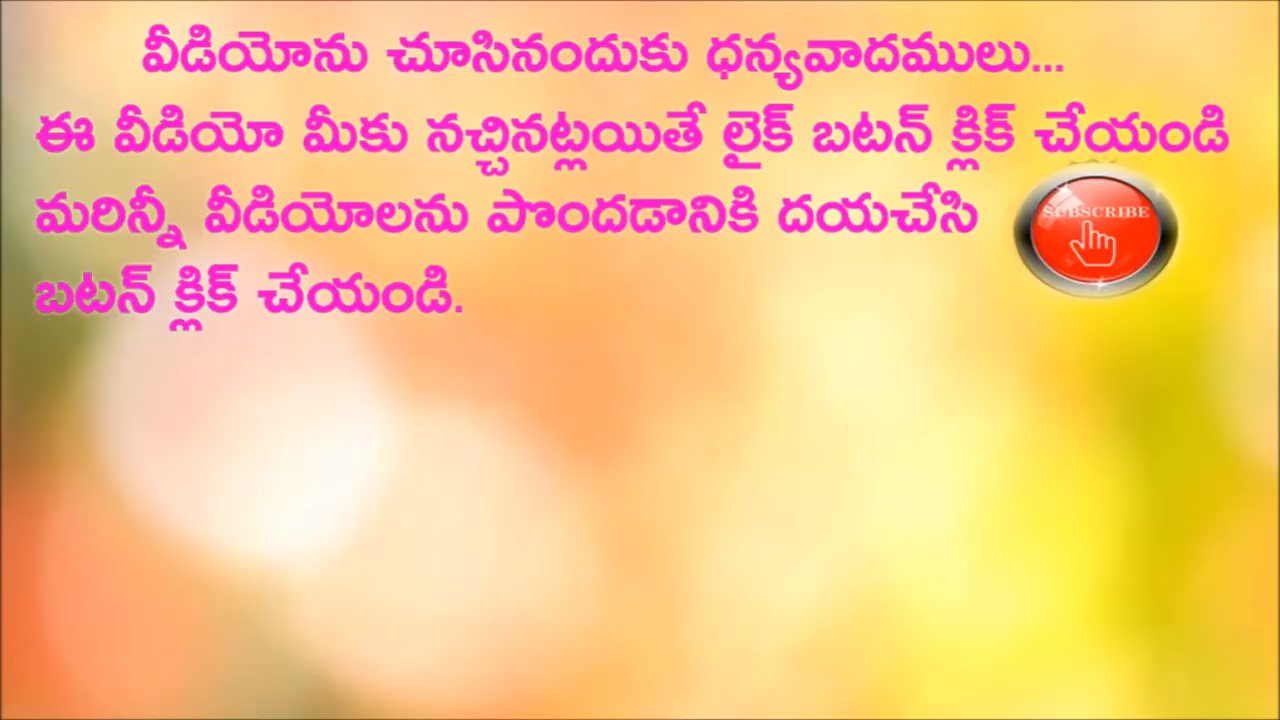 వీడియోను చూసినందుకు ధన్యవాదములు...
ఈ వీడియో మీకు నచ్చినట్లయితే లైక్ బటన్ క్లిక్ చేయండి
మరిన్నీ వీడియోలను పొందడానికి దయచేసి SUBSCRIBE
బటన్ క్లిక్ చేయండి.